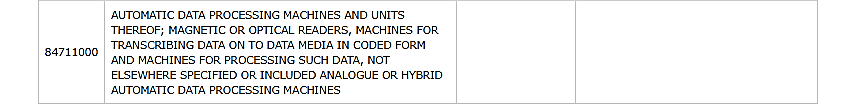 AUTOMATIC DATA PROCESSING MACHINES AND UNITS
THEREOF; MAGNETIC OR OPTICAL READERS, MACHINES FOR
84711000 TRANSCRIBING DATA ON TO DATA MEDIA IN CODED FORM
AND MACHINES FOR PROCESSING SUCH DATA, NOT
ELSEWHERE SPECIFIED OR INCLUDED ANALOGUE OR HYBRID
AUTOMATIC DATA PROCESSING MACHINES